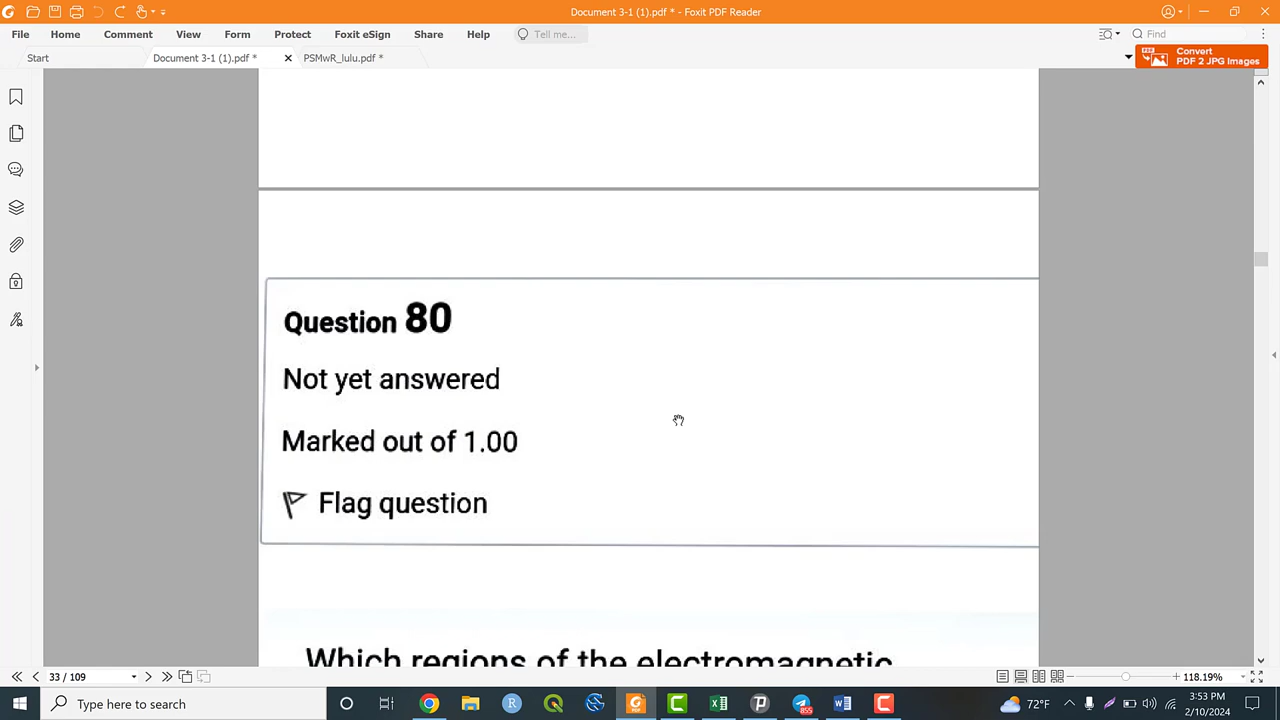 Document 3-1 (1).pdf * - Foxit PDF Reader
File Home Comment View Form Protect Foxit eSign Share Help Tell me... Find
Start Document 3-1 (1).pdf * PSMwR_lulu.pdf *
Convert
PDF 2 JPG Images
Question 80
Not yet answered
Marked out of 1.00
Flag question
Which regions of the electromagnetic
33 / 109 118.19%
Type here to search 855 72°F 3:53 PM
2/10/2024